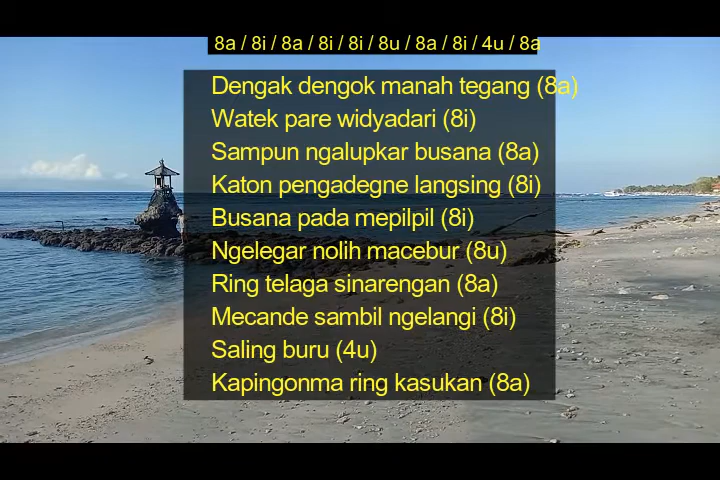 8a / 8i / 8a / 8i / 8i / 8u / 8a / 8i / 4u / 8a
Dengak dengok manah tegang (8a)
Watek pare widyadari (8i)
Sampun ngalupkar busana (8a)
Katon pengadegne langsing (8i)
Busana pada mepilpil (8i)
Ngelegar nolih macebur (8u)
Ring telaga sinarengan (8a)
Mecande sambil ngelangi (8i)
Saling buru (4u)
Kapingonma ring kasukan (8a)